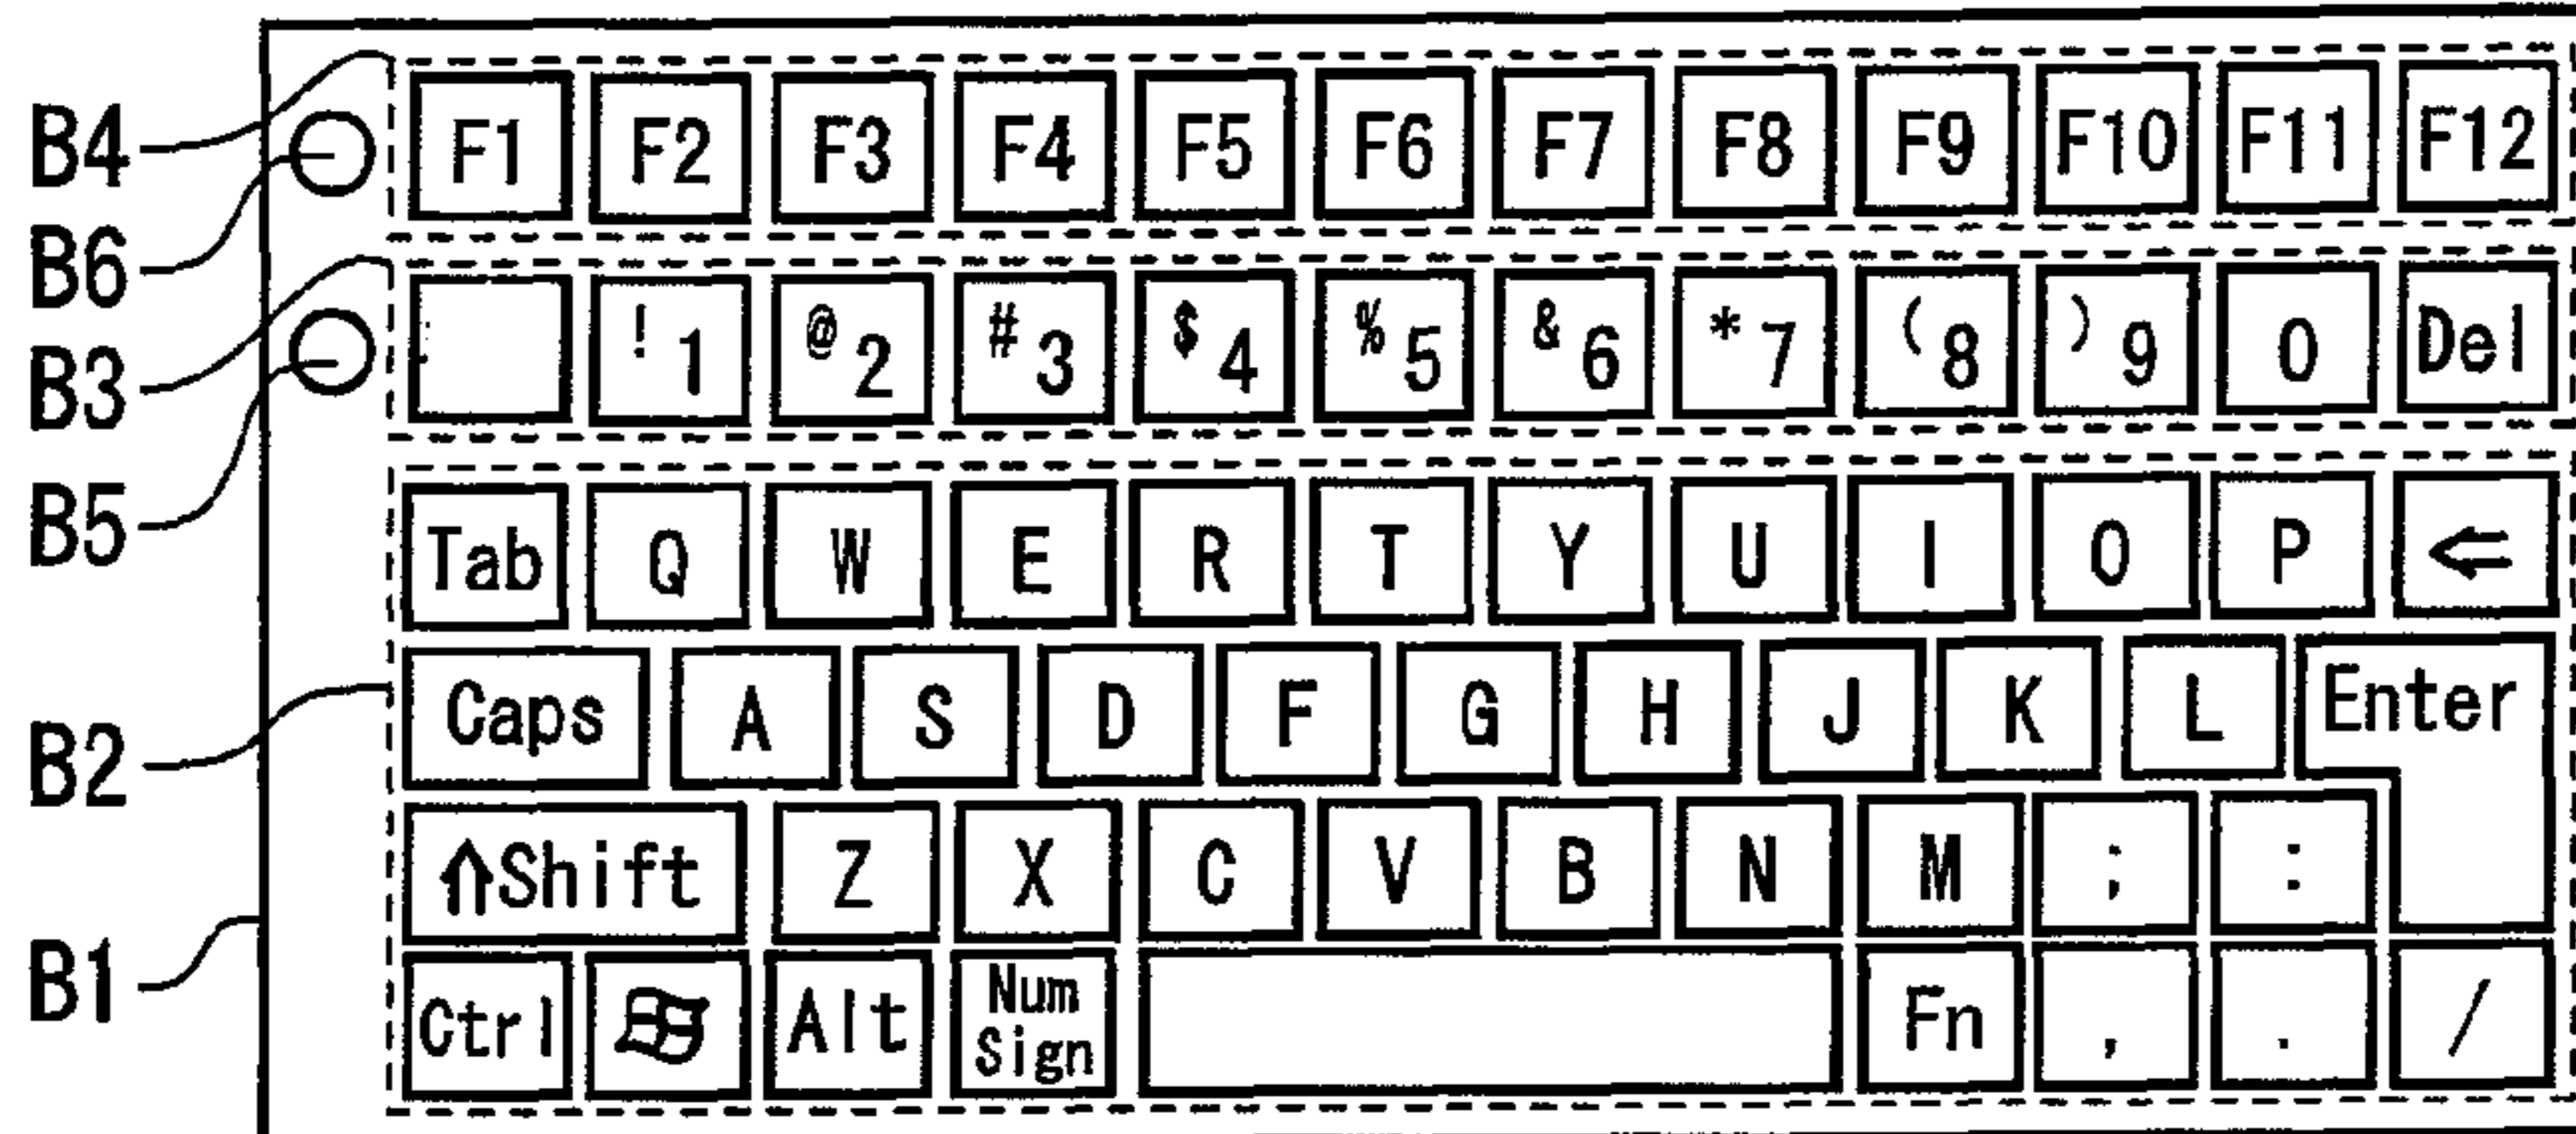 B4 F1 F2 F3 F4 F5 F6 F7 F8 F9 F10 F11 F12
B6
B3 ! 1 @ 2 # 3 $ 4 % 5 & 6 * 7 ( 8 ) 9 0 Del
B5 Tab Q W E R T Y U I O P ⇐
B2 Caps A S D F G H J K L Enter
⇑Shift Z X C V B N M ; :
B1 Ctrl Alt Num Sign Fn , . /